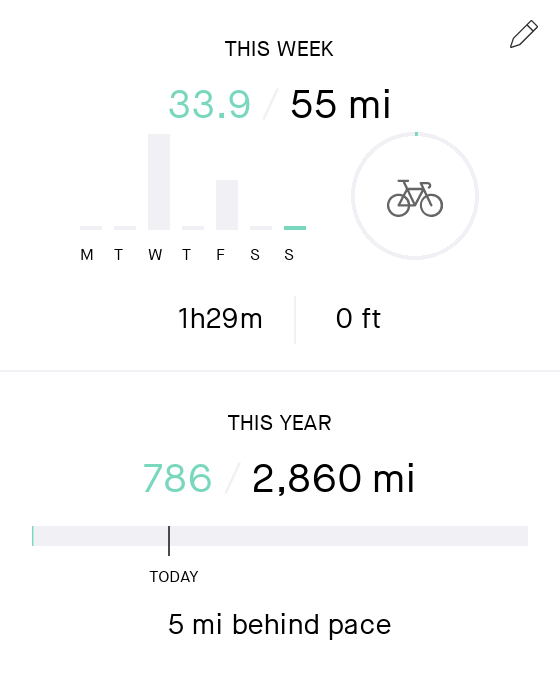 THIS WEEK
33.9 / 55 mi
M T W T F S S
1h29m 0 ft
THIS YEAR
786 / 2,860 mi
TODAY
5 mi behind pace